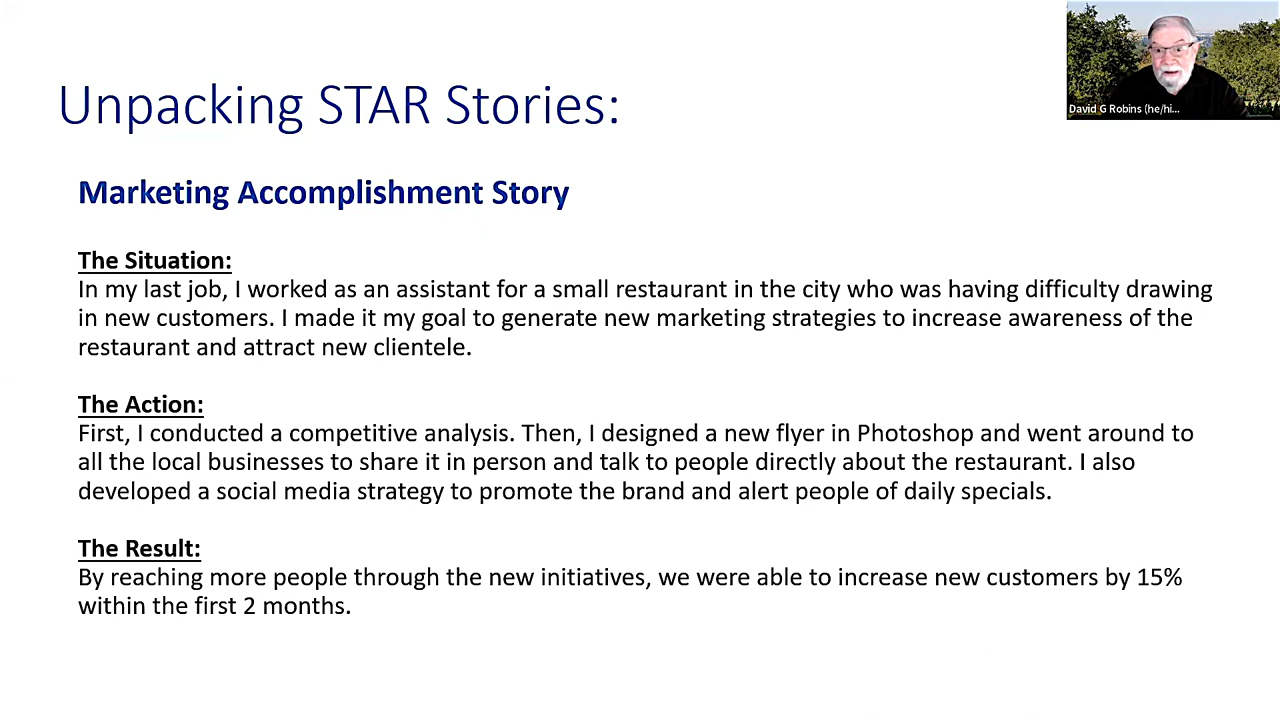 Unpacking STAR Stories:
David G Robins (he/hi...
Marketing Accomplishment Story
The Situation:
In my last job, I worked as an assistant for a small restaurant in the city who was having difficulty drawing
in new customers. I made it my goal to generate new marketing strategies to increase awareness of the
restaurant and attract new clientele.
The Action:
First, I conducted a competitive analysis. Then, I designed a new flyer in Photoshop and went around to
all the local businesses to share it in person and talk to people directly about the restaurant. I also
developed a social media strategy to promote the brand and alert people of daily specials.
The Result:
By reaching more people through the new initiatives, we were able to increase new customers by 15%
within the first 2 months.